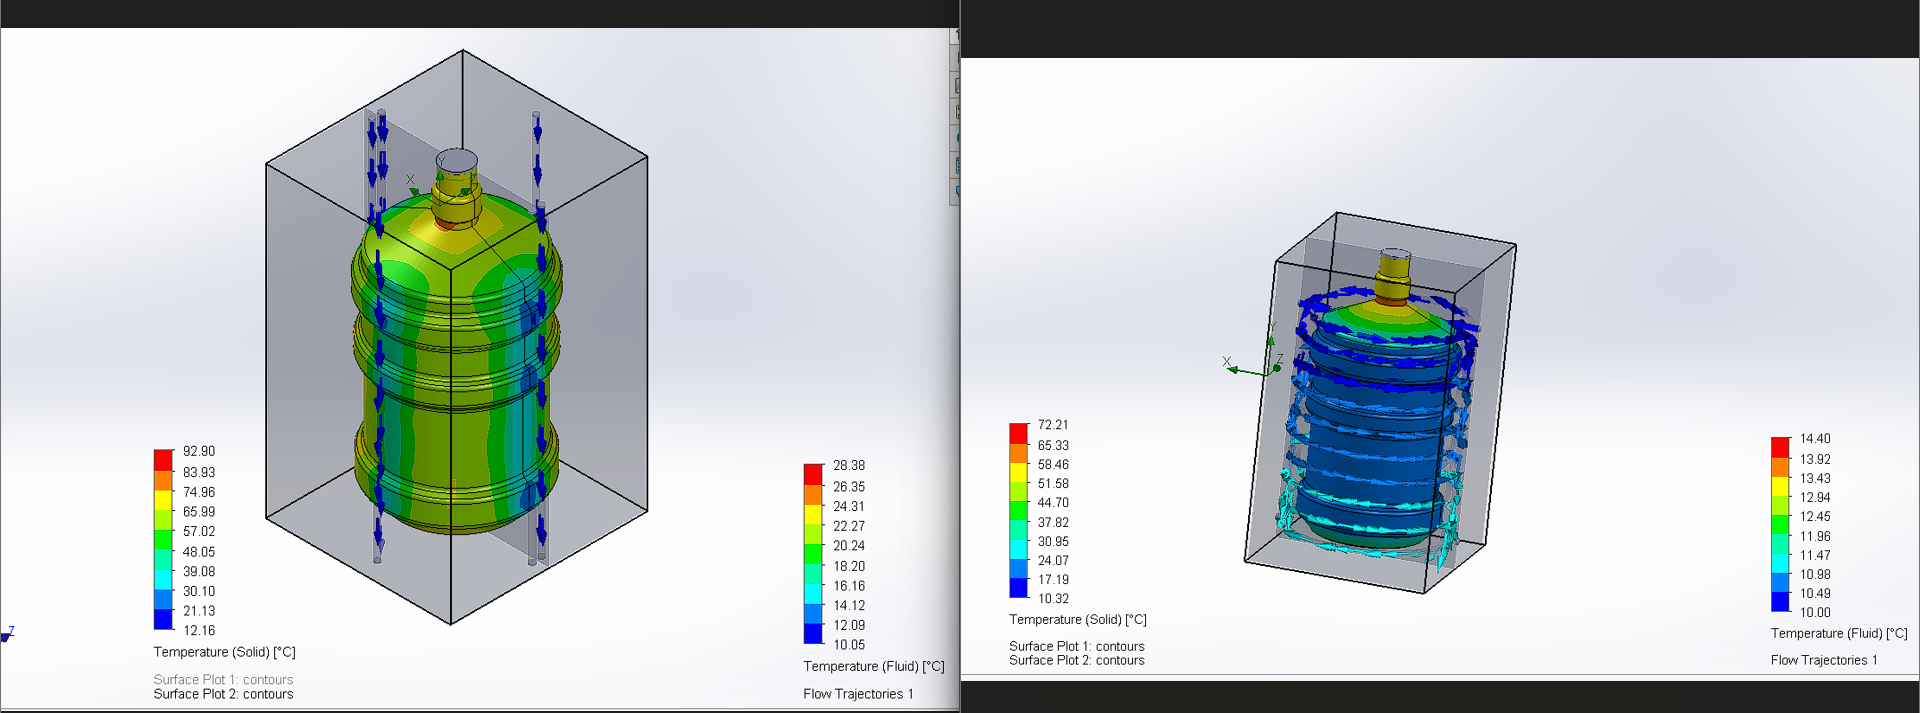 Y
X
Z
92.90
83.93
74.96
65.99
57.02
48.05
39.08
30.10
21.13
12.16
Temperature (Solid) [°C]
Surface Plot 1: contours
Surface Plot 2: contours
28.38
26.35
24.31
22.27
20.24
18.20
16.16
14.12
12.09
10.05
Temperature (Fluid) [°C]
Flow Trajectories 1
Y
X
Z
72.21
65.33
58.46
51.58
44.70
37.82
30.95
24.07
17.19
10.32
Temperature (Solid) [°C]
Surface Plot 1: contours
Surface Plot 2: contours
14.40
13.92
13.43
12.94
12.45
11.96
11.47
10.98
10.49
10.00
Temperature (Fluid) [°C]
Flow Trajectories 1